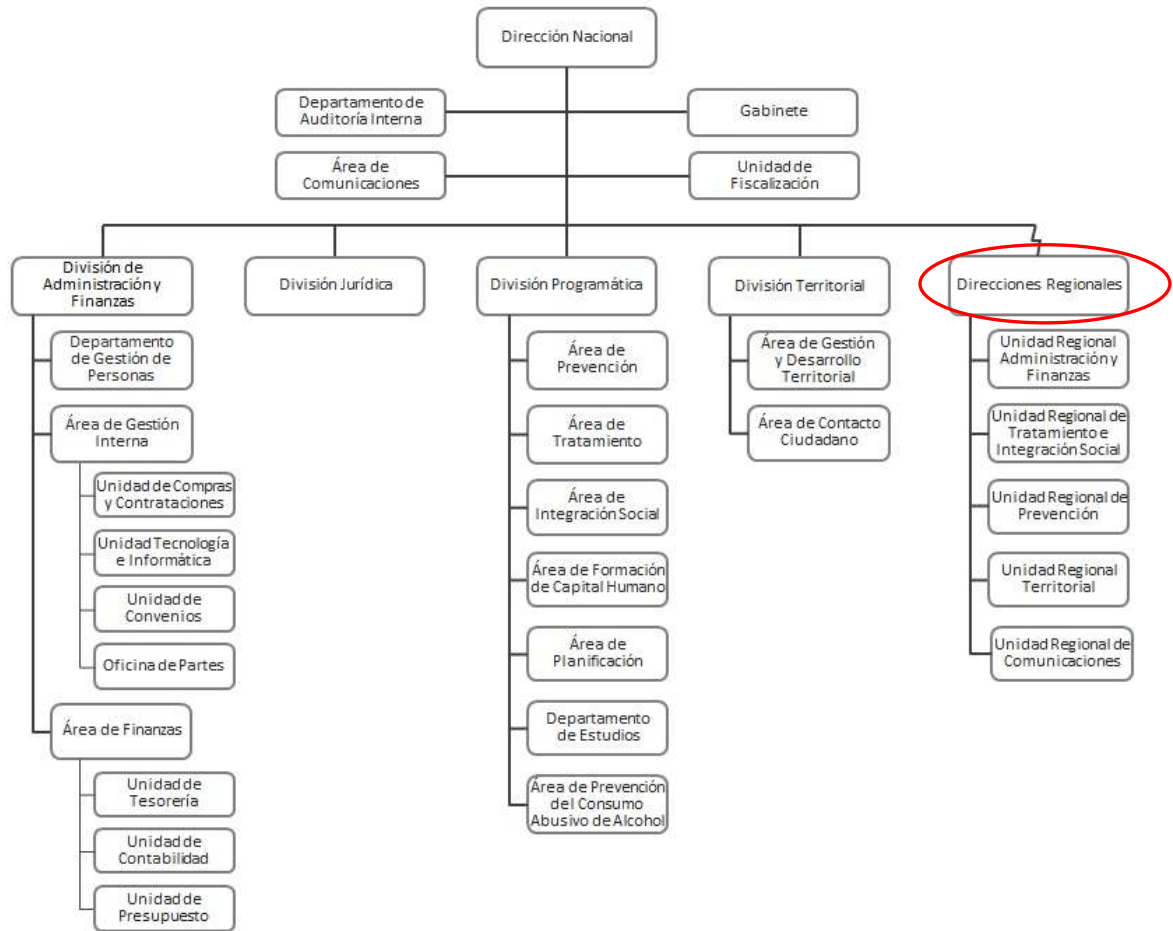 Dirección Nacional
Departamento de
Auditoría Interna
Gabinete
Área de
Comunicaciones
Unidad de
Fiscalización
División de
Administración y
Finanzas
División Jurídica
División Programática
División Territorial
Direcciones Regionales
Departamento
de Gestión de
Personas
Área de Gestión
Interna
Unidad de Compras
y Contrataciones
Unidad Tecnología
e Informática
Unidad de
Convenios
Oficina de Partes
Área de Finanzas
Unidad de
Tesorería
Unidad de
Contabilidad
Unidad de
Presupuesto
Área de
Prevención
Área de
Tratamiento
Área de
Integración Social
Área de Formación
de Capital Humano
Área de
Planificación
Departamento
de Estudios
Área de Prevención
del Consumo
Abusivo de Alcohol
Área de Gestión
y Desarrollo
Territorial
Área de Contacto
Ciudadano
Unidad Regional
Administración y
Finanzas
Unidad Regional de
Tratamiento e
Integración Social
Unidad Regional de
Prevención
Unidad Regional
Territorial
Unidad Regional de
Comunicaciones